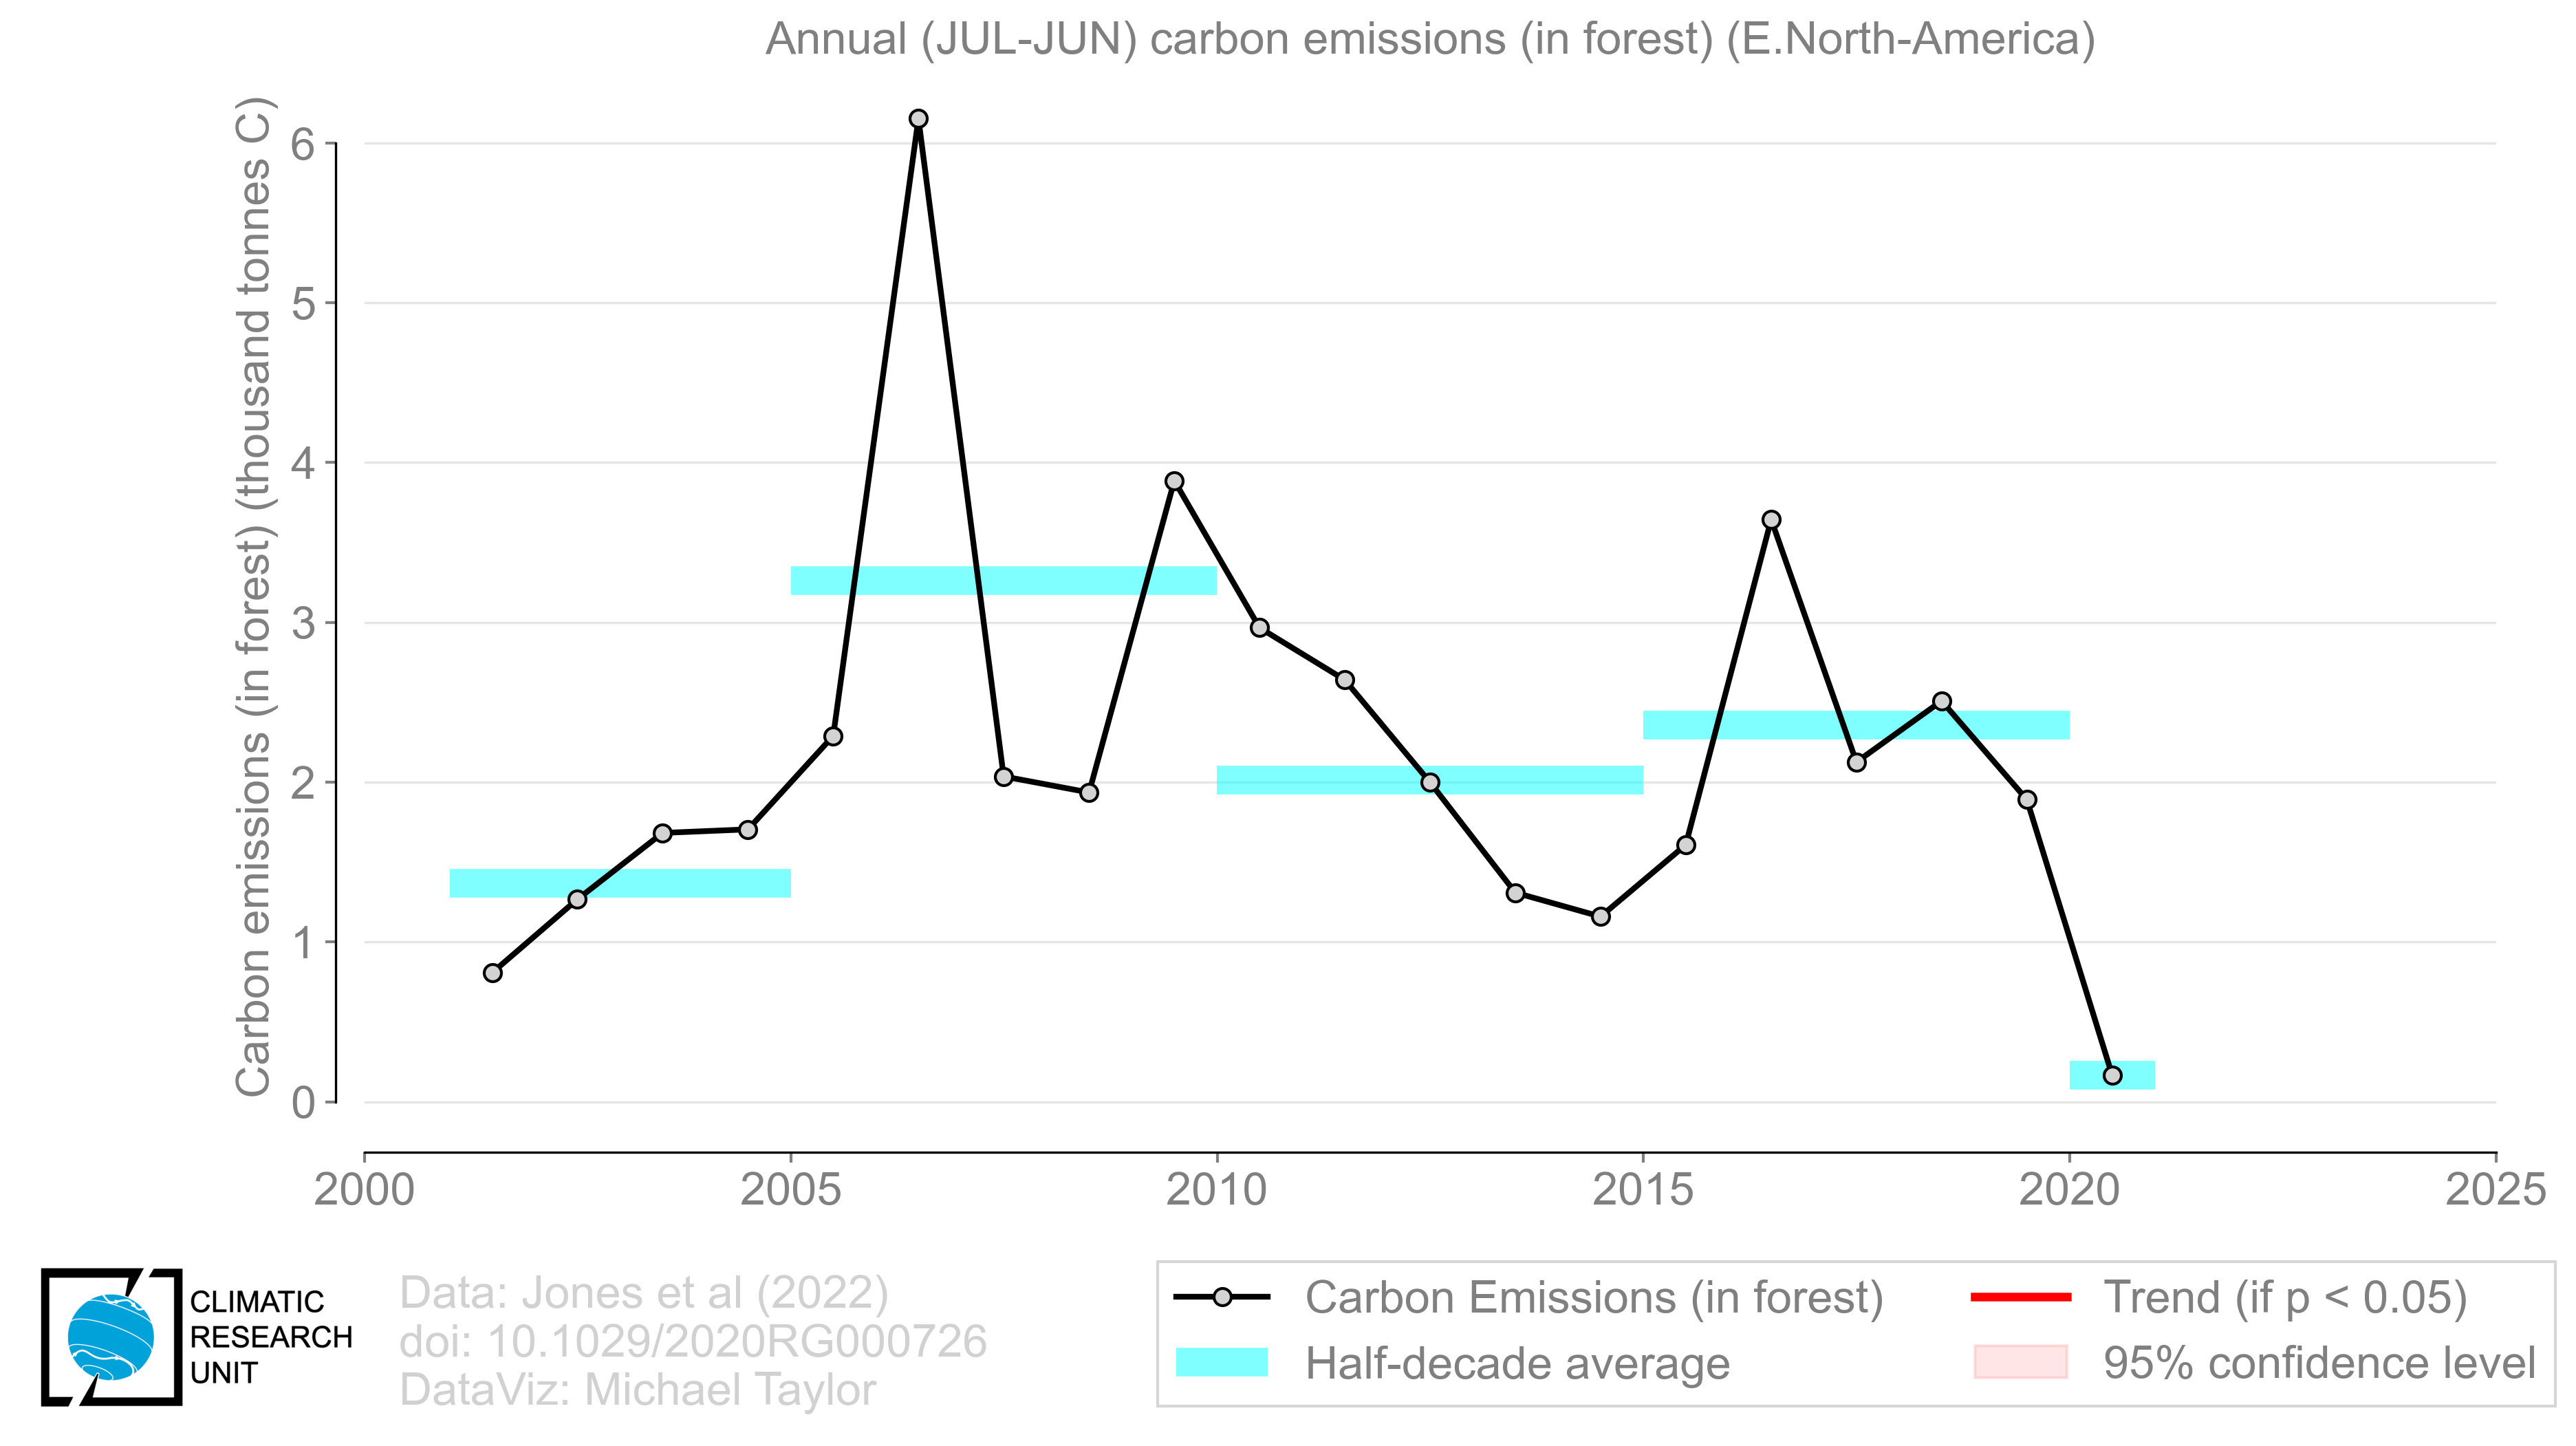 Annual (JUL-JUN) carbon emissions (in forest) (E.North-America)
Carbon emissions (in forest) (thousand tonnes C)
6
5
4
3
2
1
0
2000 2005 2010 2015 2020 2025
CLIMATIC
RESEARCH
UNIT
Data: Jones et al (2022)
doi: 10.1029/2020RG000726
DataViz: Michael Taylor
Carbon Emissions (in forest)
Half-decade average
Trend (if p < 0.05)
95% confidence level